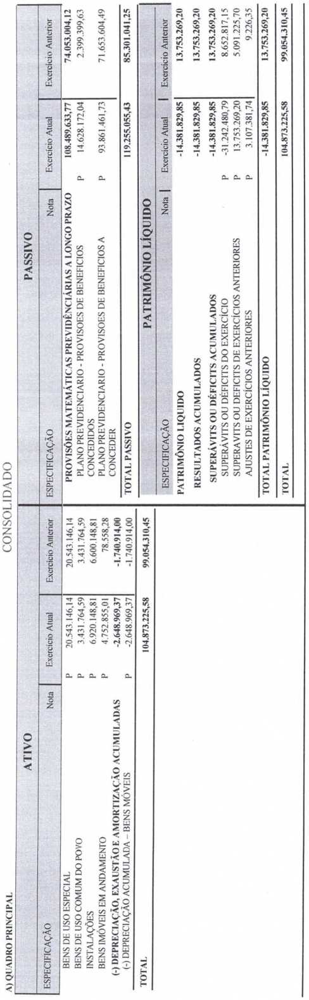 CONSOLIDADO
A) QUADRO PRINCIPAL
ATIVO
ESPECIFICAÇÃO Nota Exercício Atual Exercício Anterior
BENS DE USO ESPECIAL P 20.543.146,14 20.543.146,14
BENS DE USO COMUM DO POVO P 3.431.764,59 3.431.764,59
INSTALAÇÕES P 6.920.148,81 6.600.148,81
BENS IMÓVEIS EM ANDAMENTO P 4.752.855,01 78.558,28
(-) DEPRECIAÇÃO, EXAUSTÃO E AMORTIZAÇÃO ACUMULADAS -2.648.969,37 -1.740.914,00
(-) DEPRECIAÇÃO ACUMULADA – BENS MÓVEIS P -2.648.969,37 -1.740.914,00
TOTAL 104.873.225,58 99.054.310,45
PASSIVO
ESPECIFICAÇÃO Nota Exercício Atual Exercício Anterior
PROVISÕES MATEMÁTICAS PREVIDÊNCIÁRIAS A LONGO PRAZO 108.489.633,77 74.053.004,12
PLANO PREVIDENCIARIO - PROVISOES DE BENEFICIOS P 14.628.172,04 2.399.399,63
CONCEDIDOS
PLANO PREVIDENCIARIO - PROVISOES DE BENEFICIOS A P 93.861.461,73 71.653.604,49
CONCEDER
TOTAL PASSIVO 119.255.055,43 85.301.041,25
PATRIMÔNIO LÍQUIDO
ESPECIFICAÇÃO Nota Exercício Atual Exercício Anterior
PATRIMÔNIO LIQUIDO -14.381.829,85 13.753.269,20
RESULTADOS ACUMULADOS -14.381.829,85 13.753.269,20
SUPERÁVITS OU DÉFICITS ACUMULADOS -14.381.829,85 13.753.269,20
SUPERÁVITS OU DÉFICITS DO EXERCÍCIO P -31.242.480,79 8.652.817,15
SUPERAVITS OU DEFICITS DE EXERCÍCIOS ANTERIORES P 13.753.269,20 5.091.225,70
AJUSTES DE EXERCÍCIOS ANTERIORES P 3.107.381,74 9.226,35
TOTAL PATRIMÔNIO LÍQUIDO -14.381.829,85 13.753.269,20
TOTAL 104.873.225,58 99.054.310,45